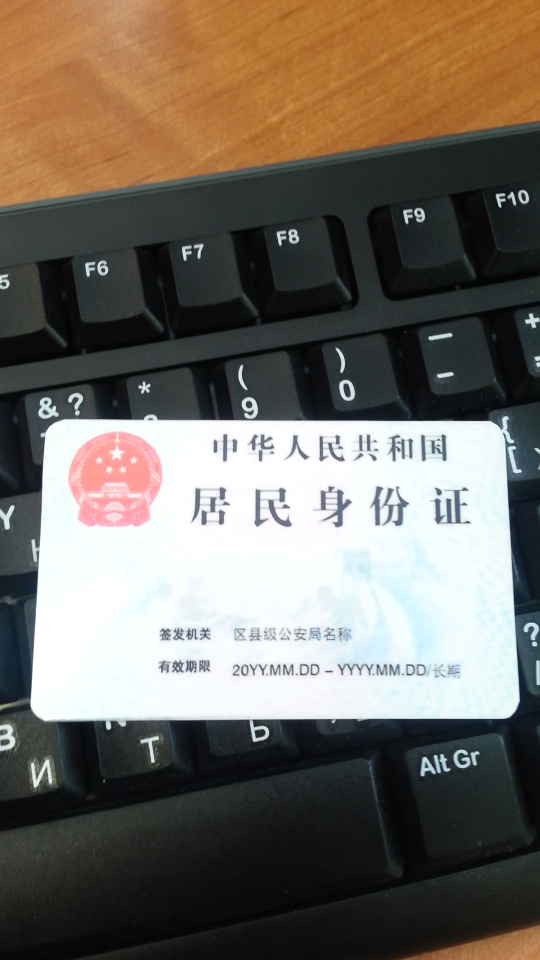 5
F6
F7
F8
F9
F10
& ?
*
(
9
)
0
—
–
+
=
{
[
Y
中华人民共和国
居民身份证
签发机关 区县级公安局名称
有效期限 20YY.MM.DD – YYYY.MM.DD/长期
?
B
И
N
Т
Ь
Alt Gr